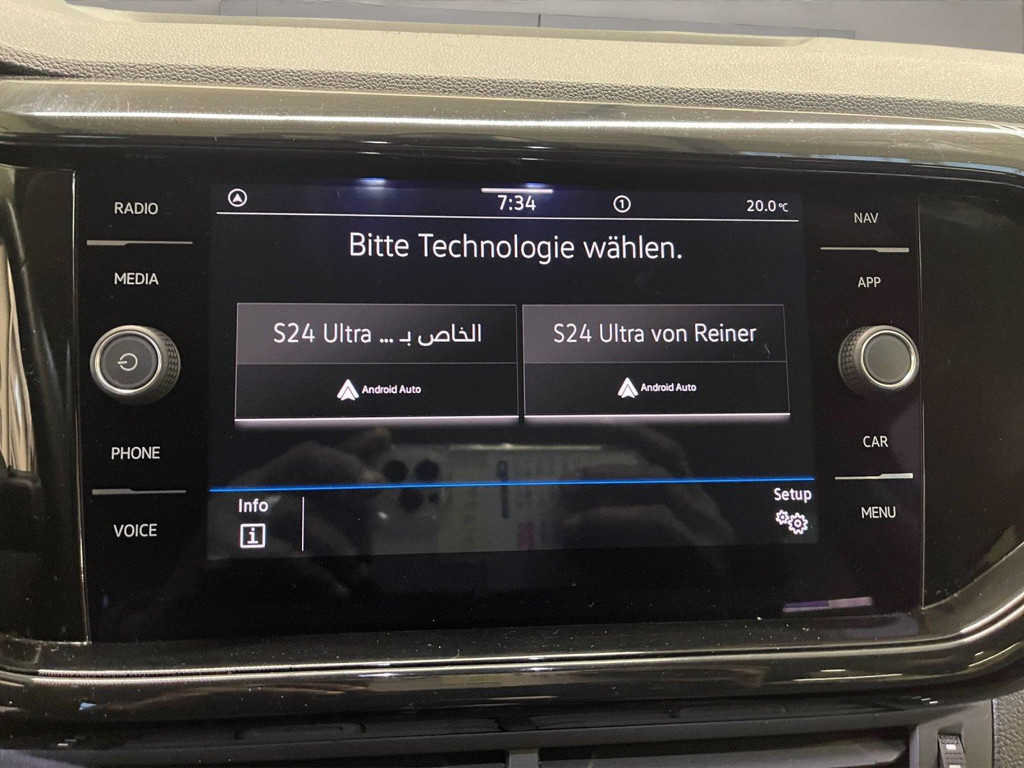 RADIO
MEDIA
PHONE
VOICE
7:34
1
20.0°C
Bitte Technologie wählen.
S24 Ultra ... الخاص بـ
Android Auto
S24 Ultra von Reiner
Android Auto
Info
i
Setup
NAV
APP
CAR
MENU